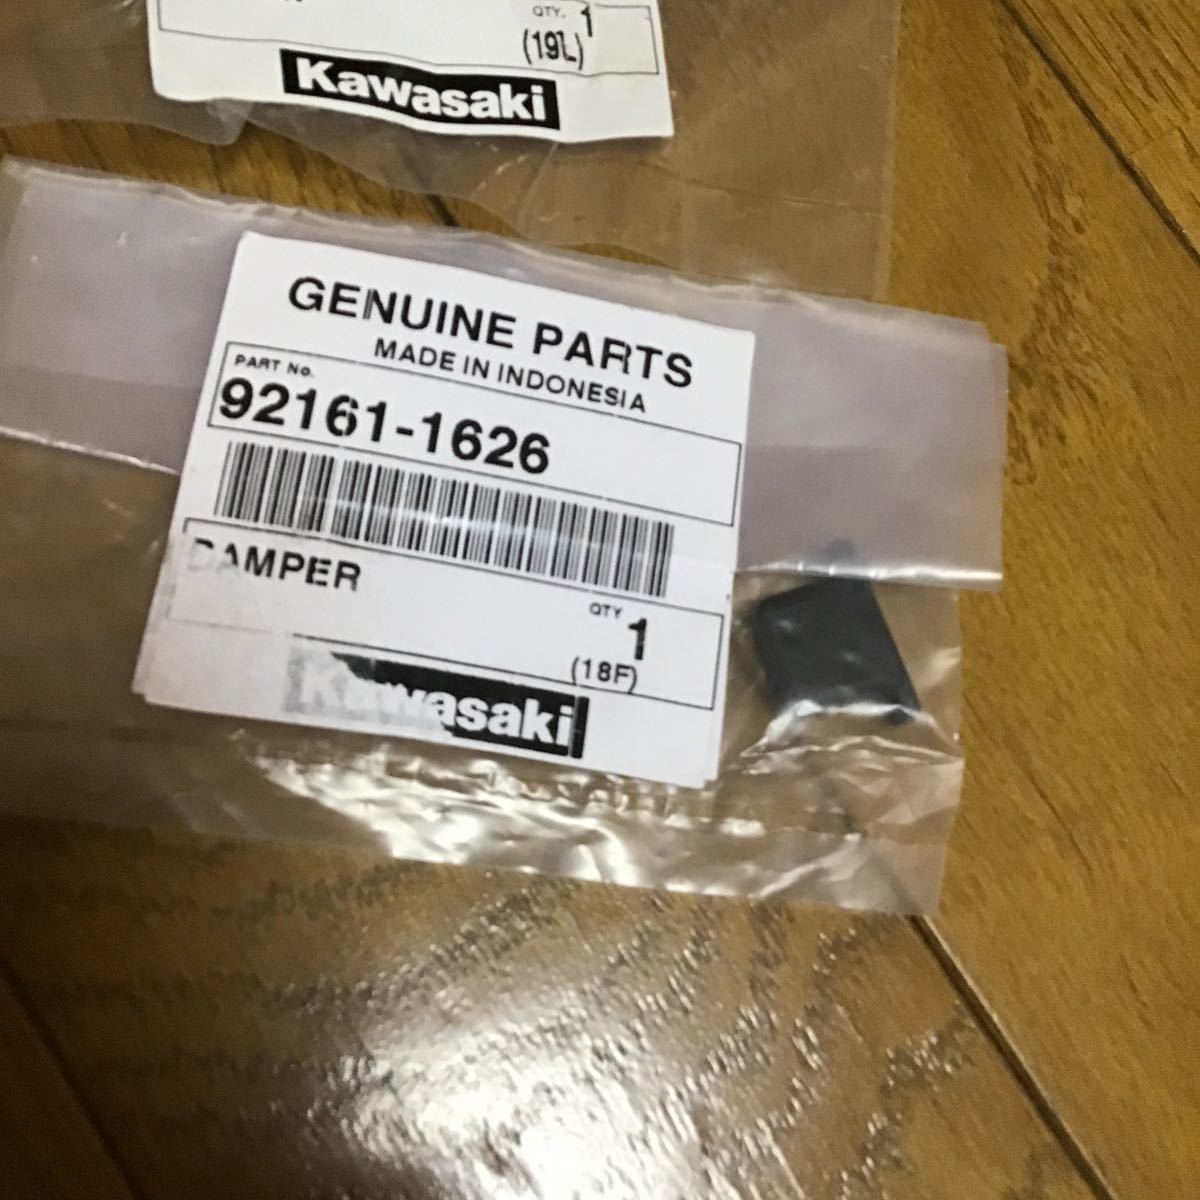 QTY. 1
(19L)
Kawasaki
GENUINE PARTS
MADE IN INDONESIA
PART No.
92161-1626
DAMPER
QTY 1
(18F)
Kawasaki